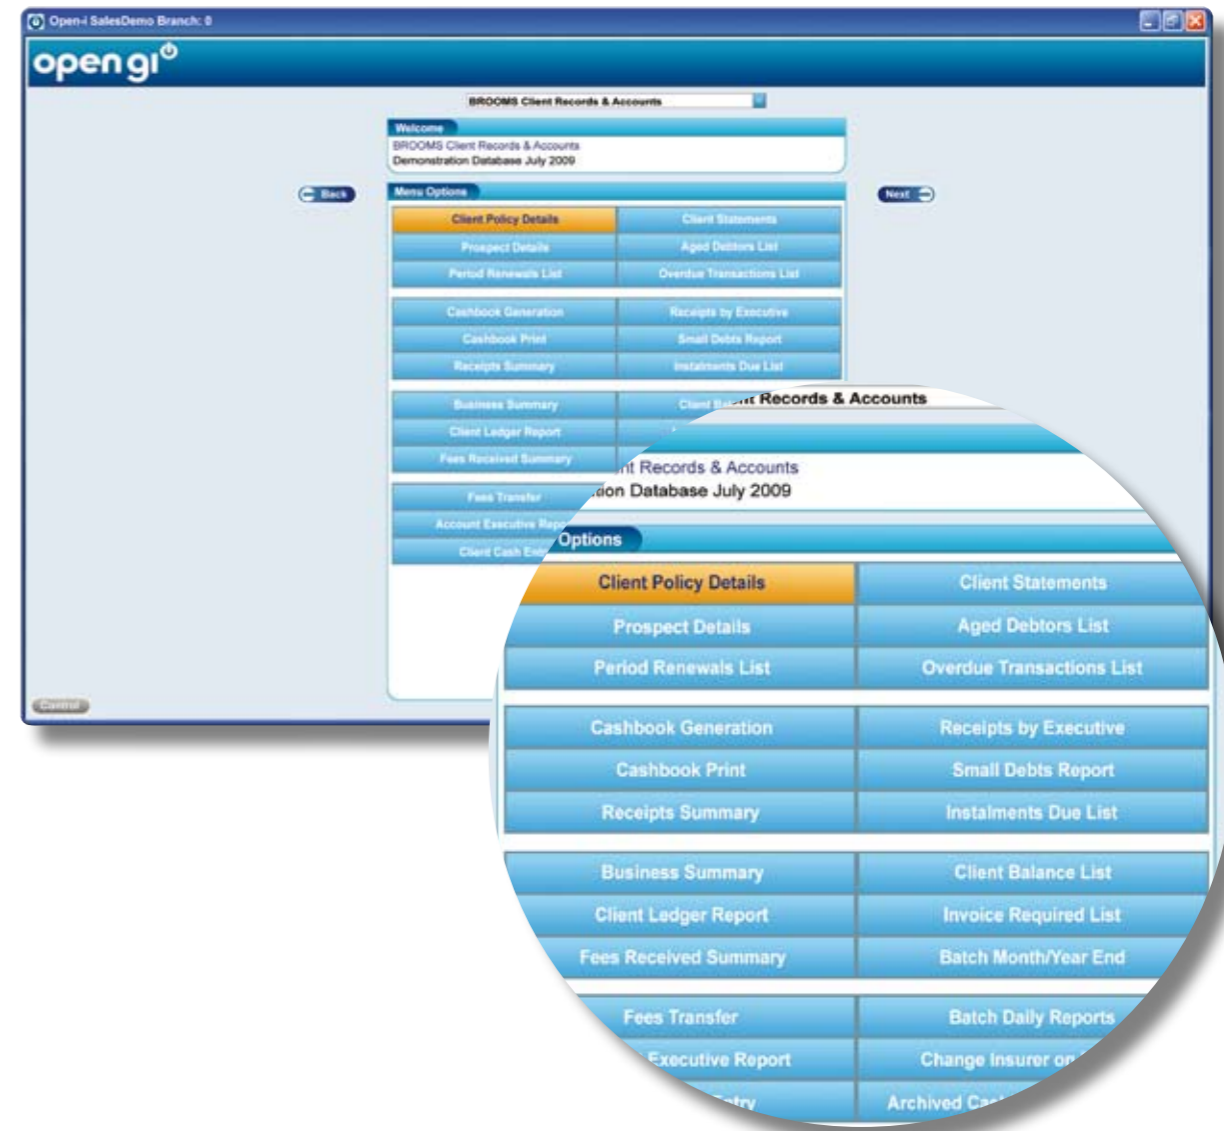 Open-i SalesDemo Branch: 0
open gi
BROOMS Client Records & Accounts
Welcome
BROOMS Client Records & Accounts
Demonstration Database July 2009
Back
Next
Menu Options
Client Policy Details Client Statements
Prospect Details Aged Debtors List
Period Renewals List Overdue Transactions List
Cashbook Generation Receipts by Executive
Cashbook Print Small Debts Report
Receipts Summary Instalments Due List
Business Summary Client
Client Ledger Report
Fees Received Summary
Fees Transfer
Account Executive
Client Cash
Control
Records & Accounts
Records & Accounts
Database July 2009
Options
Client Policy Details Client Statements
Prospect Details Aged Debtors List
Period Renewals List Overdue Transactions List
Cashbook Generation Receipts by Executive
Cashbook Print Small Debts Report
Receipts Summary Instalments Due List
Business Summary Client Balance List
Client Ledger Report Invoice Required List
Fees Received Summary Batch Month/Year End
Fees Transfer Batch Daily Reports
Executive Report Change Insurer on
Archived